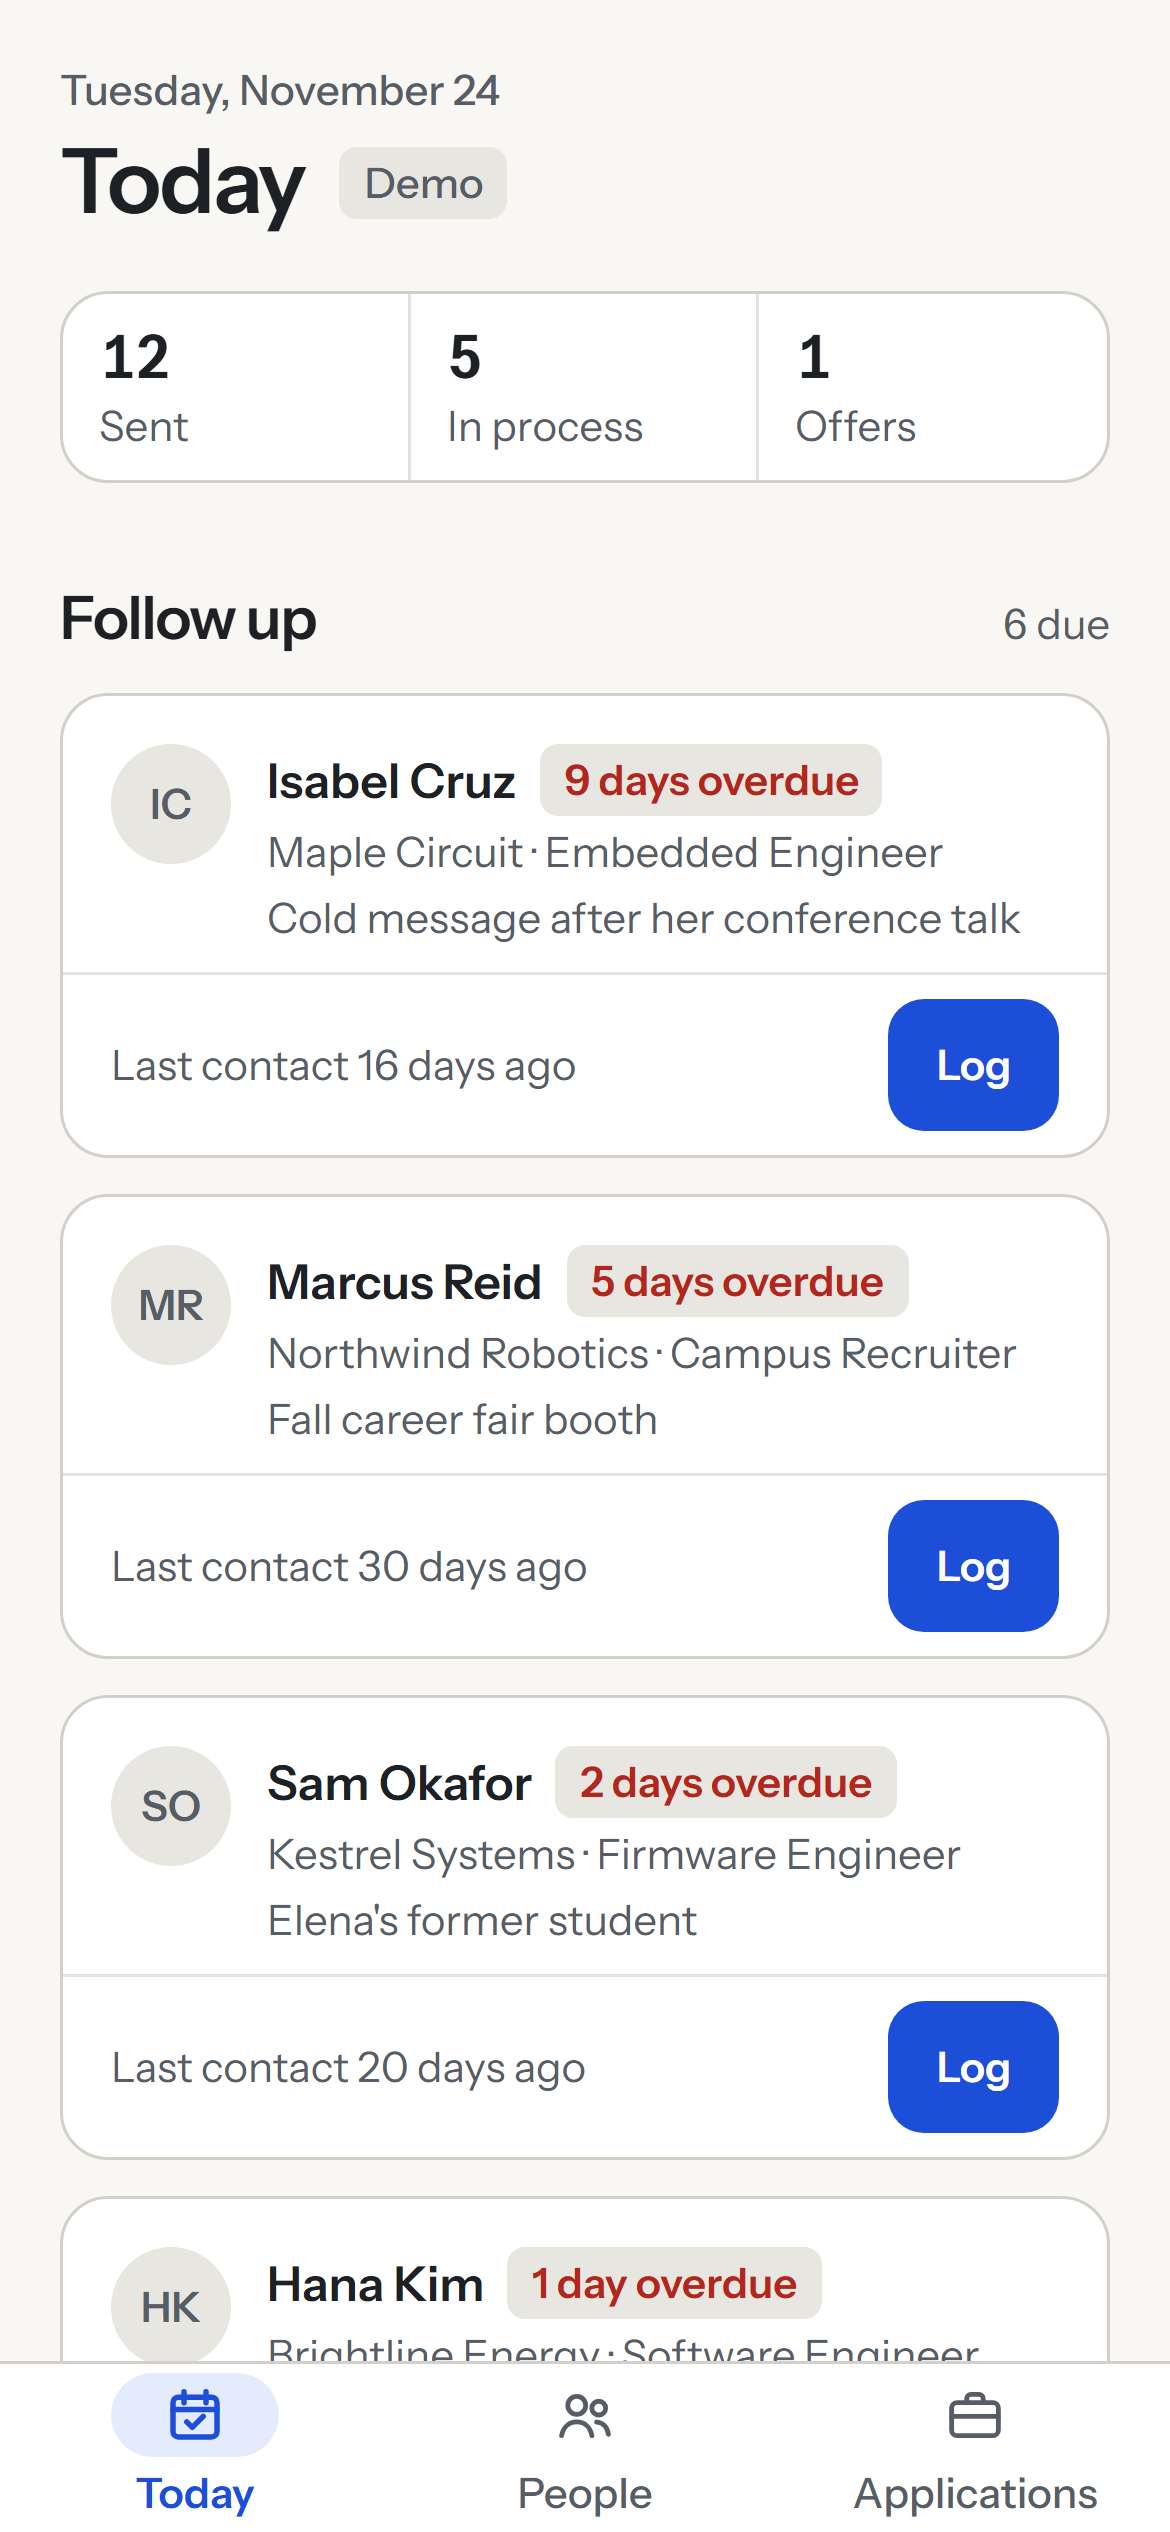 Tuesday, November 24
Today
Demo
12
Sent
5
In process
1
Offers
Follow up
6 due
IC
Isabel Cruz
9 days overdue
Maple Circuit · Embedded Engineer
Cold message after her conference talk
Last contact 16 days ago
Log
MR
Marcus Reid
5 days overdue
Northwind Robotics · Campus Recruiter
Fall career fair booth
Last contact 30 days ago
Log
SO
Sam Okafor
2 days overdue
Kestrel Systems · Firmware Engineer
Elena's former student
Last contact 20 days ago
Log
HK
Hana Kim
1 day overdue
Brightline Energy · Software Engineer
Today
People
Applications